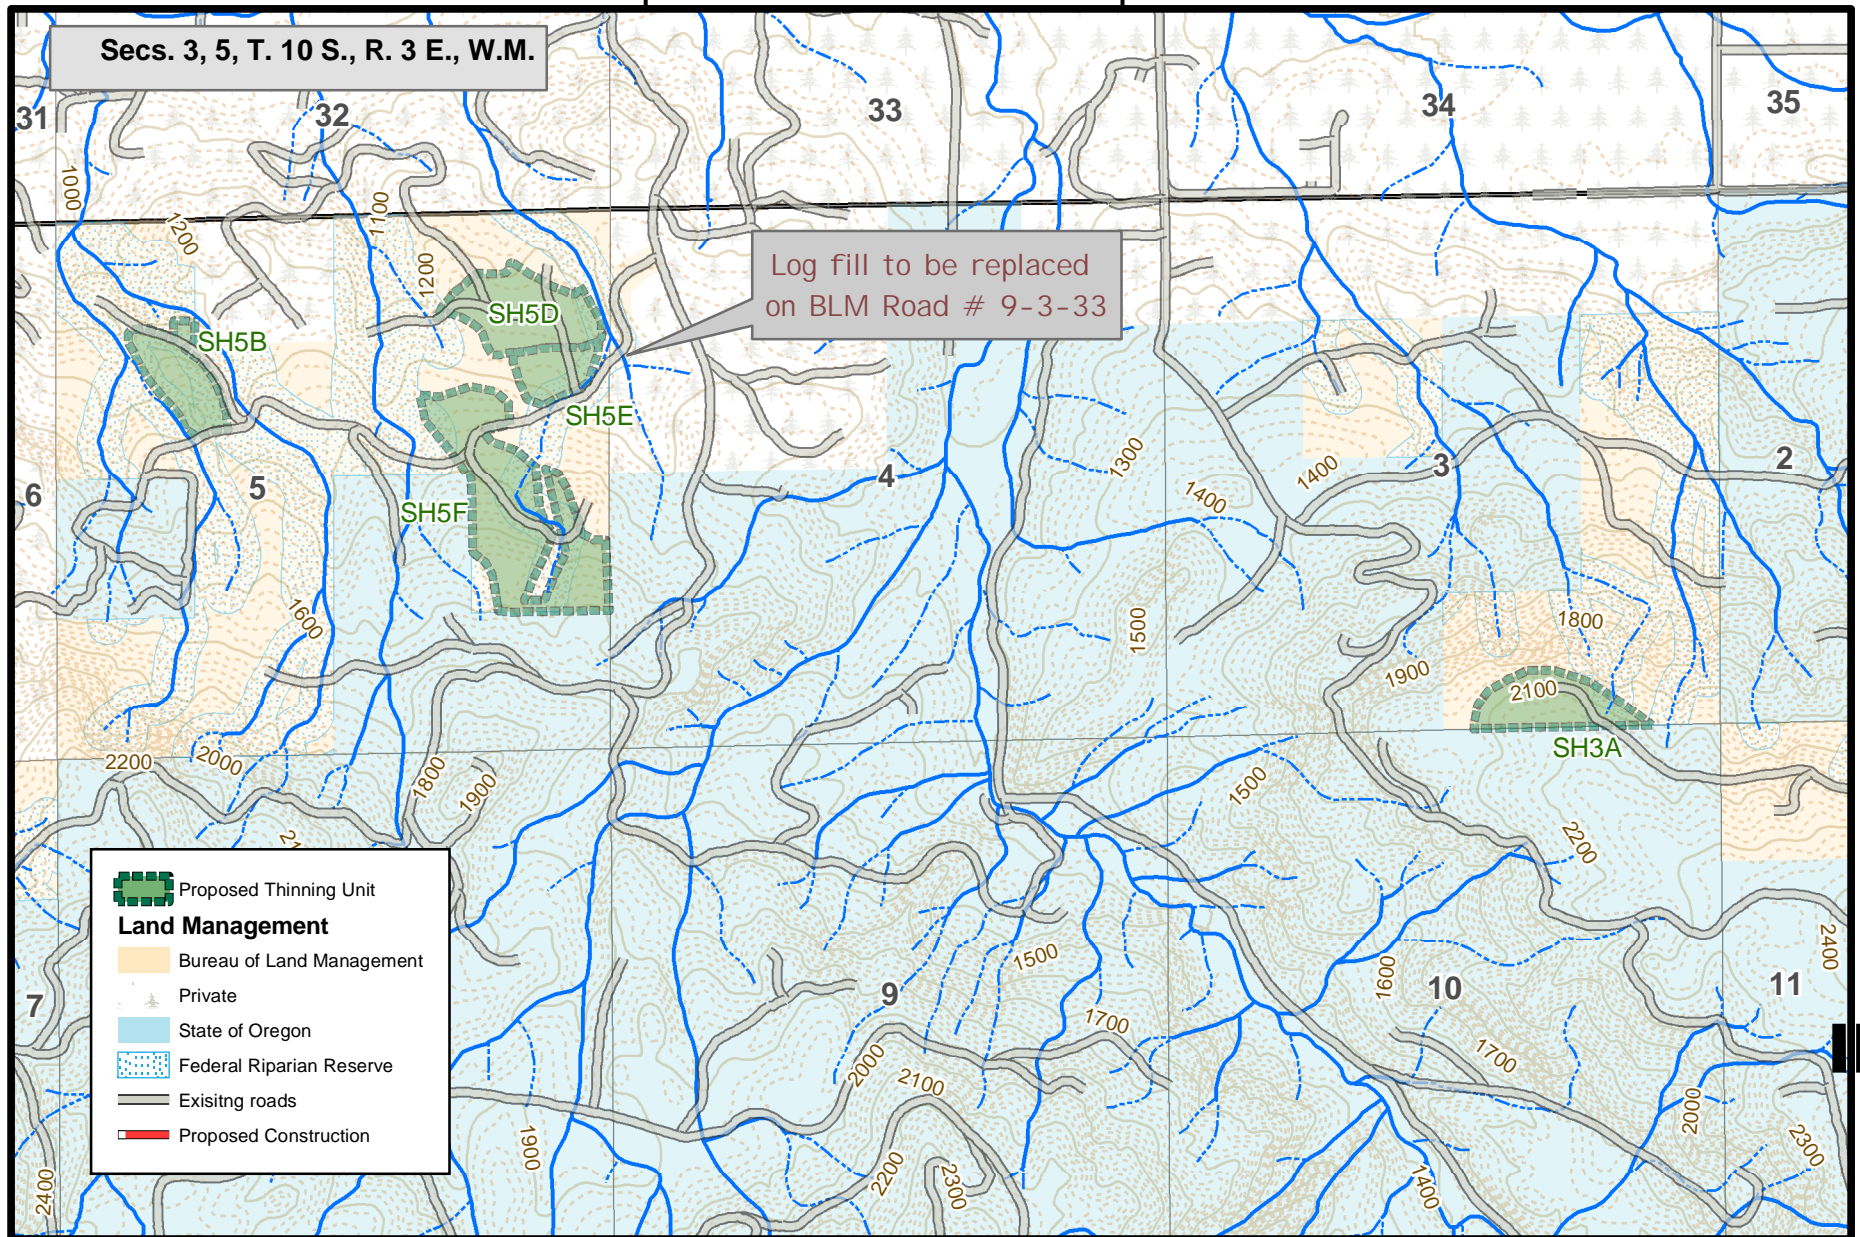 Secs. 3, 5, T. 10 S., R. 3 E., W.M.
31
32
33
34
35
1000
1200
1100
1200
Log fill to be replaced
on BLM Road # 9-3-33
SH5D
SH5B
SH5E
SH5F
6
5
4
3
2
1300
1400
1400
1600
1500
1800
1900
2100
SH3A
2200
2000
1800
1900
1500
2200
21
Proposed Thinning Unit
Land Management
Bureau of Land Management
Private
State of Oregon
Federal Riparian Reserve
Exisitng roads
Proposed Construction
7
9
10
11
1500
1600
2400
1700
1700
2000
2100
2000
1900
2200
2300
1400
2300
2400